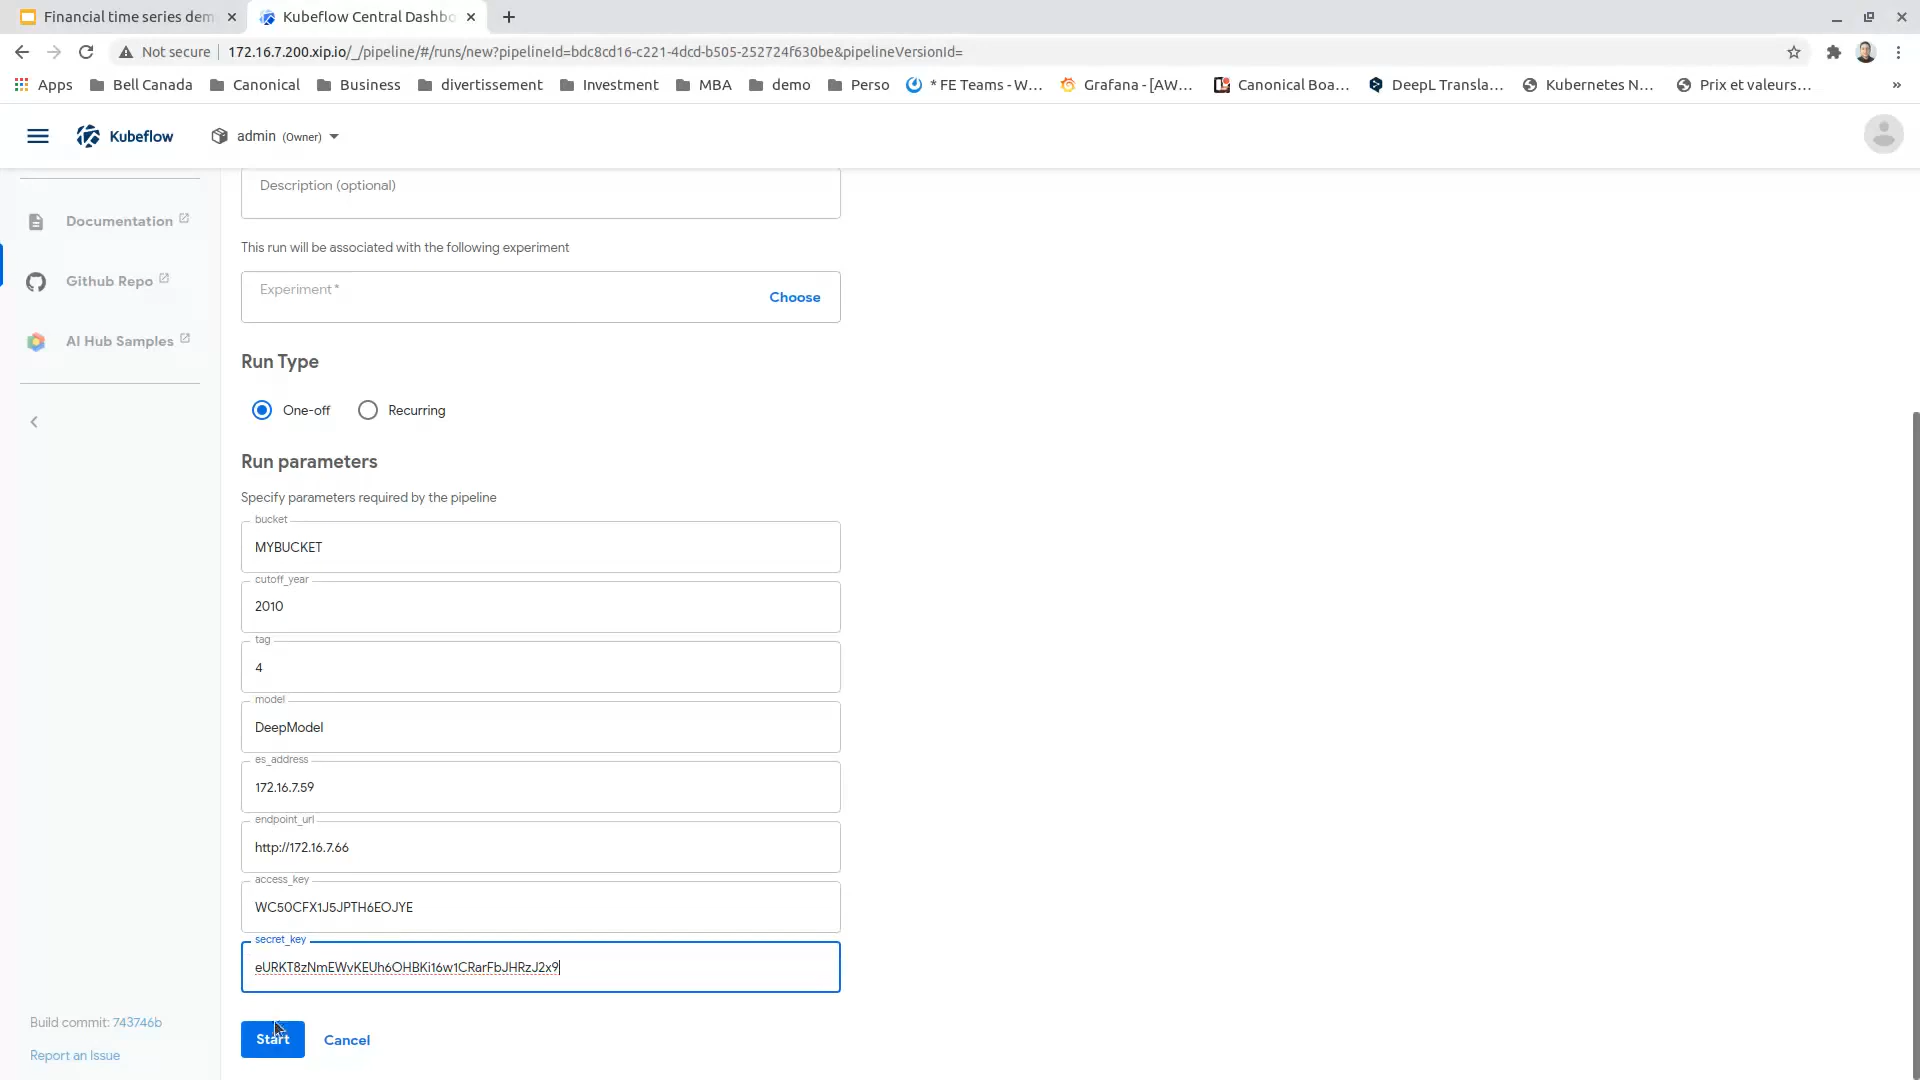 Financial time series dem
Kubeflow Central Dashbo
Not secure
172.16.7.200.xip.io/_/pipeline/#/runs/new?pipelineId=bdc8cd16-c221-4dcd-b505-252724f630be&pipelineVersionId=
Apps
Bell Canada
Canonical
Business
divertissement
Investment
MBA
demo
Perso
* FE Teams - W...
Grafana - [AW...
Canonical Boa...
DeepL Transla...
Kubernetes N...
Prix et valeurs...
»
Kubeflow
admin (Owner)
Documentation
Github Repo
AI Hub Samples
Description (optional)
This run will be associated with the following experiment
Experiment *
Choose
Run Type
One-off
Recurring
Run parameters
Specify parameters required by the pipeline
bucket
MYBUCKET
cutoff_year
2010
tag
4
model
DeepModel
es_address
172.16.7.59
endpoint_url
http://172.16.7.66
access_key
WC50CFX1J5JPTH6EOJYE
secret_key
eURKT8zNmEWvKEUh6OHBKi16w1CRarFbJHRzJ2x9
Start
Cancel
Build commit: 743746b
Report an Issue